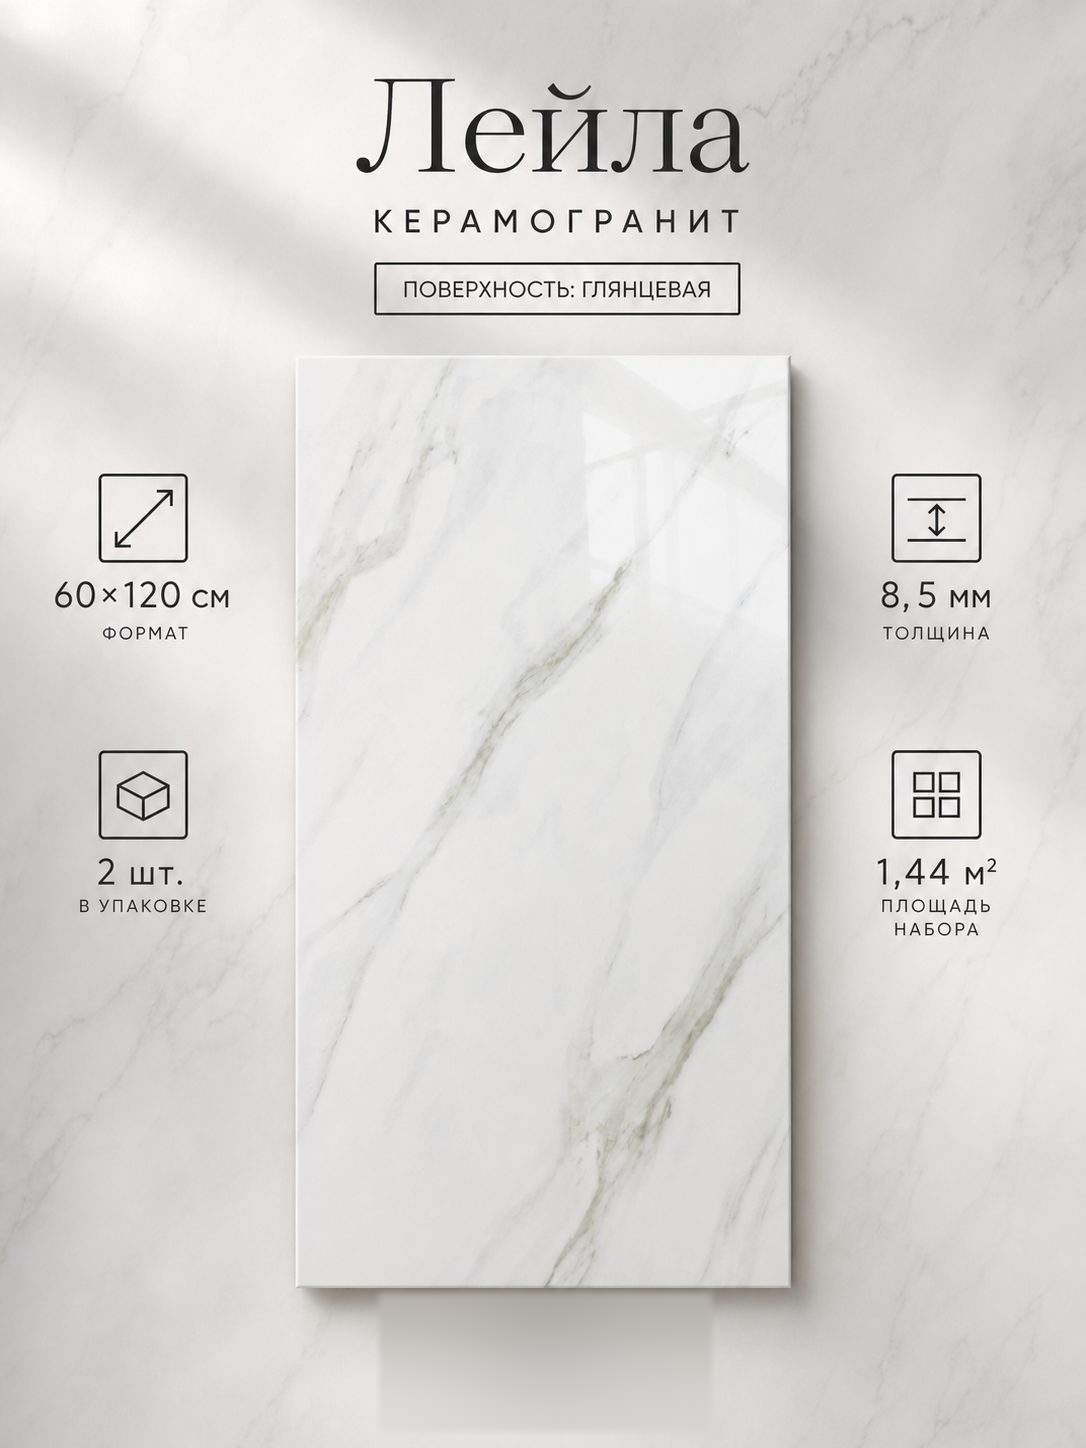 Лейла
КЕРАМОГРАНИТ
ПОВЕРХНОСТЬ: ГЛЯНЦЕВАЯ
60×120 см
ФОРМАТ
8,5 мм
ТОЛЩИНА
2 шт.
В УПАКОВКЕ
1,44 м²
ПЛОЩАДЬ
НАБОРА